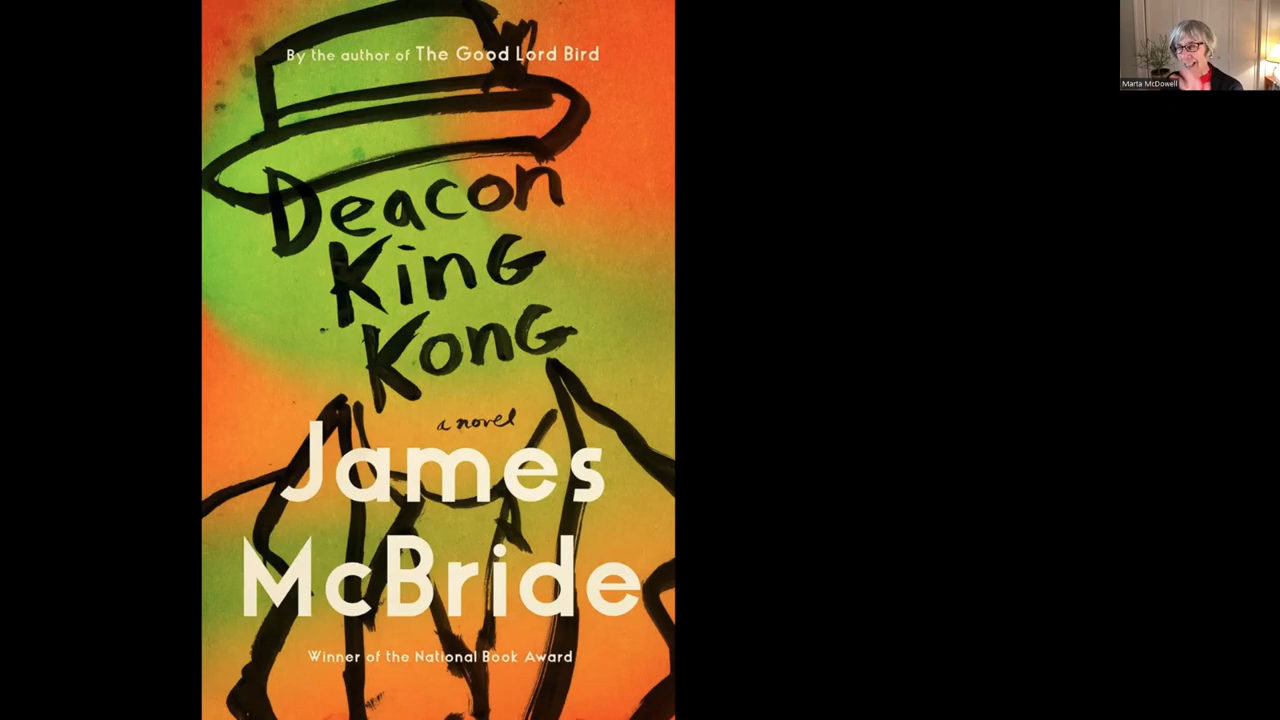 By the author of The Good Lord Bird
Deacon
King
Kong
a novel
James
McBride
Winner of the National Book Award
Marta McDowell